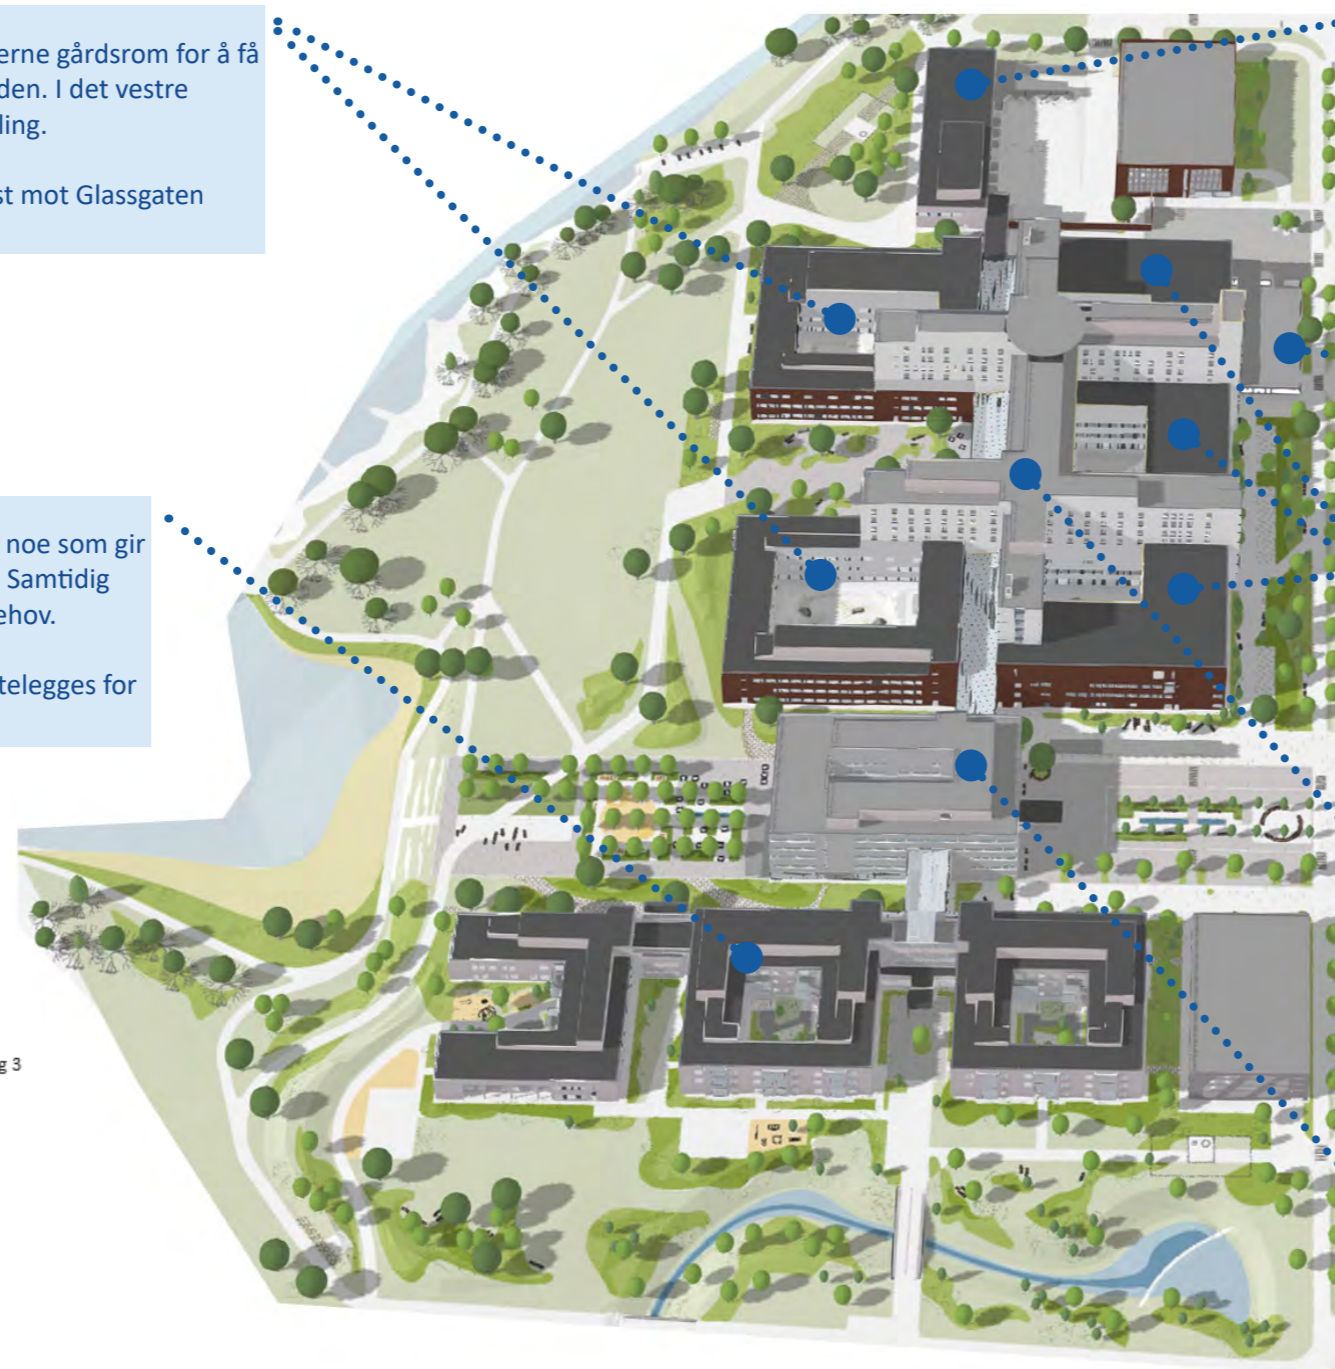 erne gårdsrom for å få
den. I det vestre
ling.
st mot Glassgaten
noe som gir
Samtidig
ehov.
telegges for
g 3